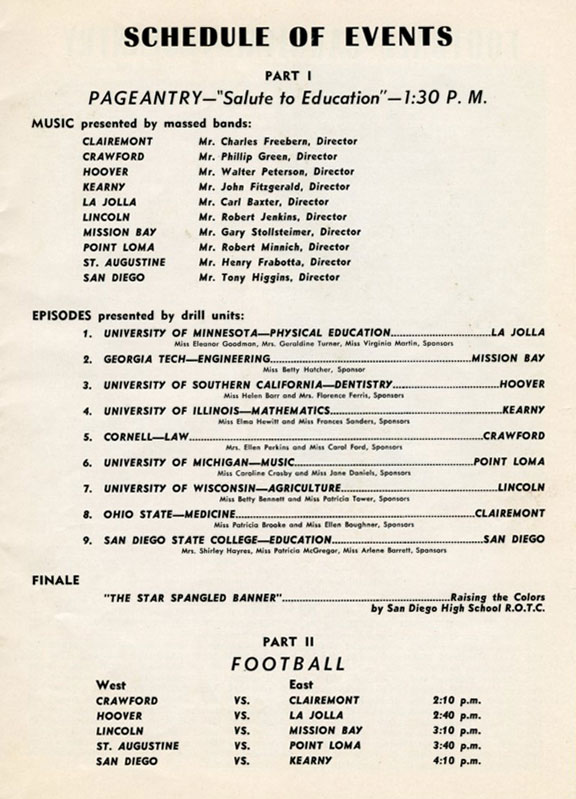 SCHEDULE OF EVENTS
PART I
PAGEANTRY—"Salute to Education"—1:30 P. M.
MUSIC presented by massed bands:
CLAIREMONT Mr. Charles Freebern, Director
CRAWFORD Mr. Phillip Green, Director
HOOVER Mr. Walter Peterson, Director
KEARNY Mr. John Fitzgerald, Director
LA JOLLA Mr. Carl Baxter, Director
LINCOLN Mr. Robert Jenkins, Director
MISSION BAY Mr. Gary Stollsteimer, Director
POINT LOMA Mr. Robert Minnich, Director
ST. AUGUSTINE Mr. Henry Frabotta, Director
SAN DIEGO Mr. Tony Higgins, Director
EPISODES presented by drill units:
1. UNIVERSITY OF MINNESOTA—PHYSICAL EDUCATION LA JOLLA
Miss Eleanor Goodman, Mrs. Geraldine Turner, Miss Virginia Martin, Sponsors
2. GEORGIA TECH—ENGINEERING MISSION BAY
Miss Betty Hatcher, Sponsor
3. UNIVERSITY OF SOUTHERN CALIFORNIA—DENTISTRY HOOVER
Miss Helen Barr and Mrs. Florence Ferris, Sponsors
4. UNIVERSITY OF ILLINOIS—MATHEMATICS KEARNY
Miss Elma Hewitt and Miss Frances Sanders, Sponsors
5. CORNELL—LAW CRAWFORD
Mrs. Ellen Perkins and Miss Carol Ford, Sponsors
6. UNIVERSITY OF MICHIGAN—MUSIC POINT LOMA
Miss Caroline Crosby and Miss Jane Daniels, Sponsors
7. UNIVERSITY OF WISCONSIN—AGRICULTURE LINCOLN
Miss Betty Bennett and Miss Patricia Tower, Sponsors
8. OHIO STATE—MEDICINE CLAIREMONT
Miss Patricia Brooke and Miss Ellen Boughner, Sponsors
9. SAN DIEGO STATE COLLEGE—EDUCATION SAN DIEGO
Mrs. Shirley Hayres, Miss Patricia McGregor, Miss Arlene Barrett, Sponsors
FINALE
"THE STAR SPANGLED BANNER" Raising the Colors
by San Diego High School R.O.T.C.
PART II
FOOTBALL
West East
CRAWFORD VS. CLAIREMONT 2:10 p.m.
HOOVER VS. LA JOLLA 2:40 p.m.
LINCOLN VS. MISSION BAY 3:10 p.m.
ST. AUGUSTINE VS. POINT LOMA 3:40 p.m.
SAN DIEGO VS. KEARNY 4:10 p.m.